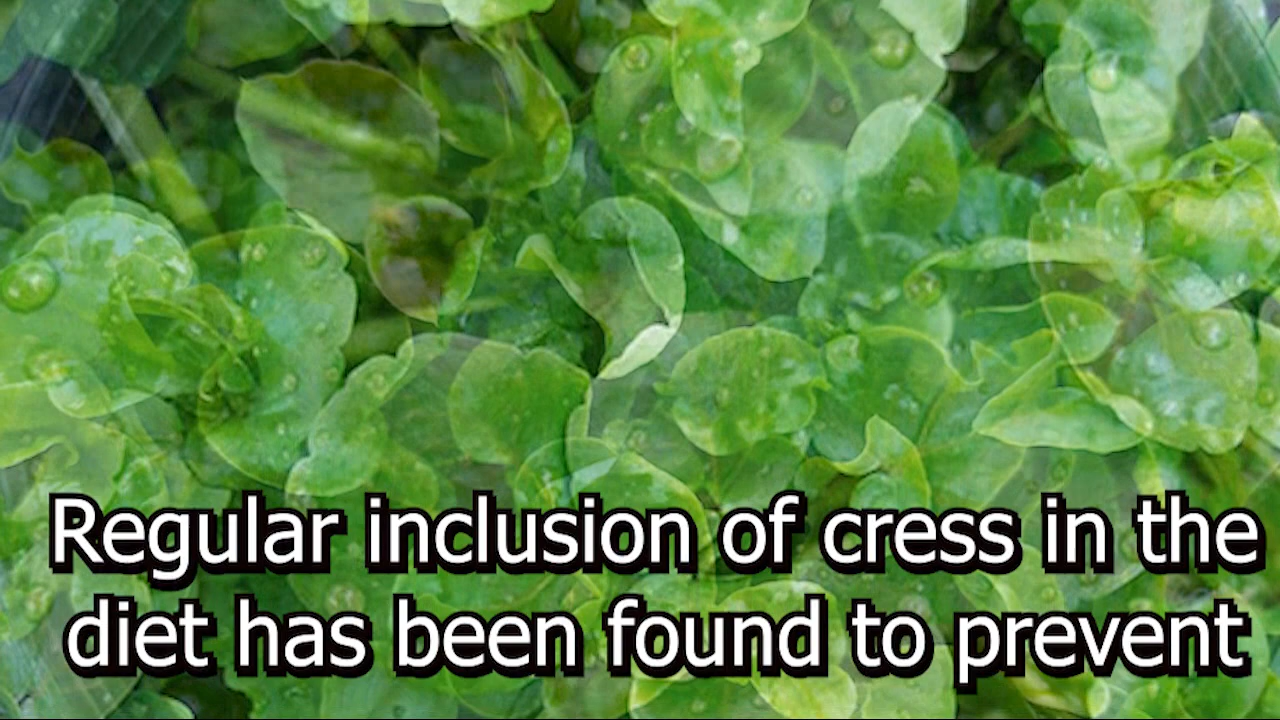 Regular inclusion of cress in the
diet has been found to prevent